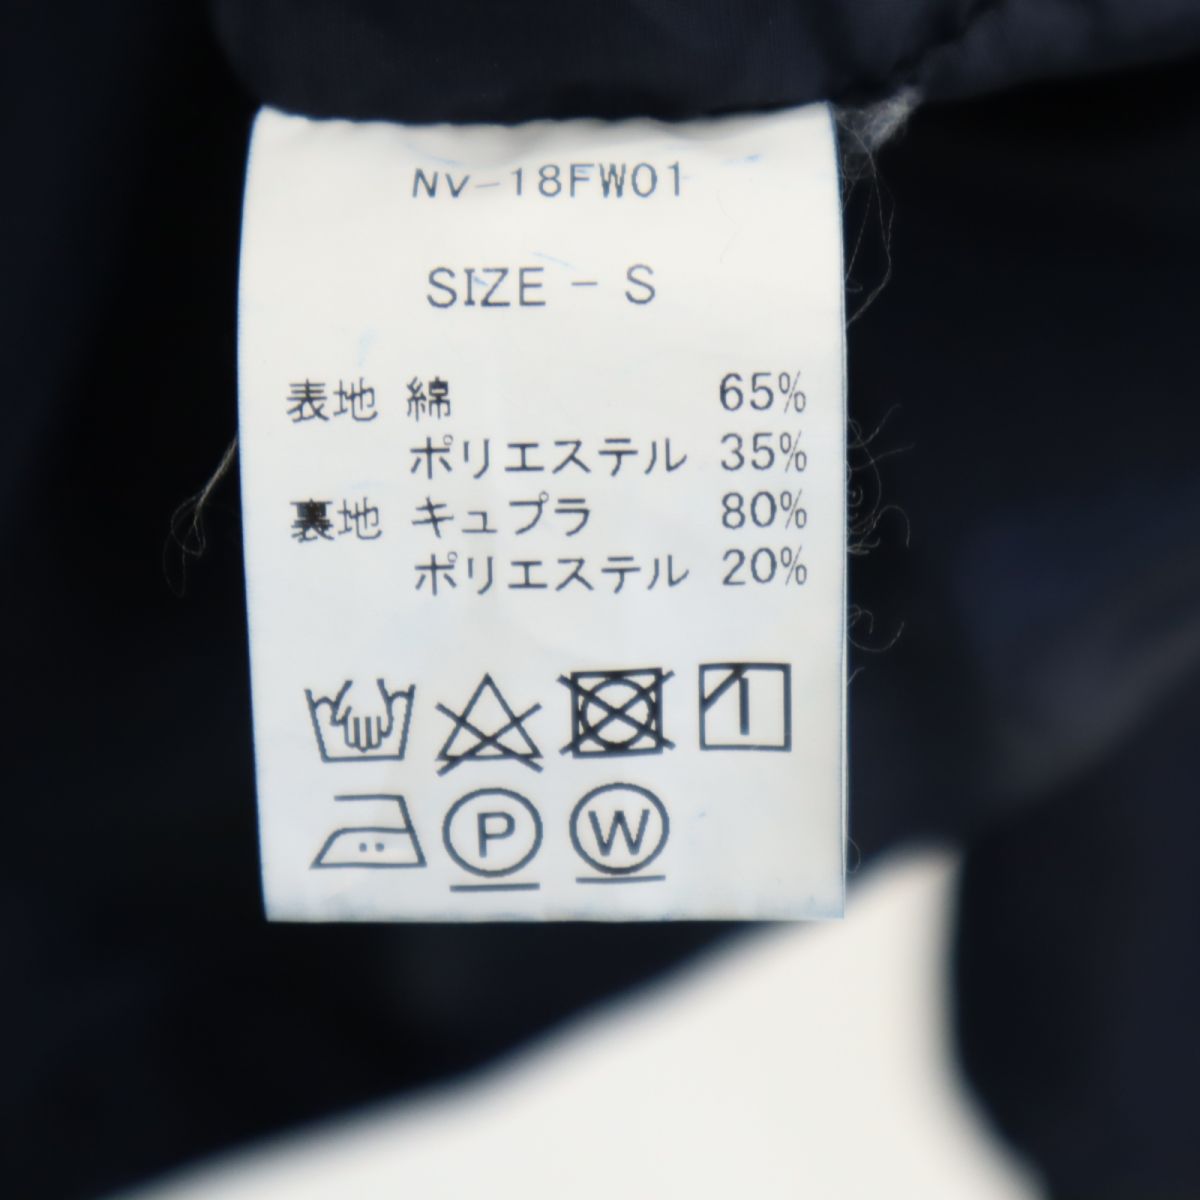 NV-18FW01
SIZE - S
表地 綿 65%
ポリエステル 35%
裏地 キュプラ 80%
ポリエステル 20%
P W